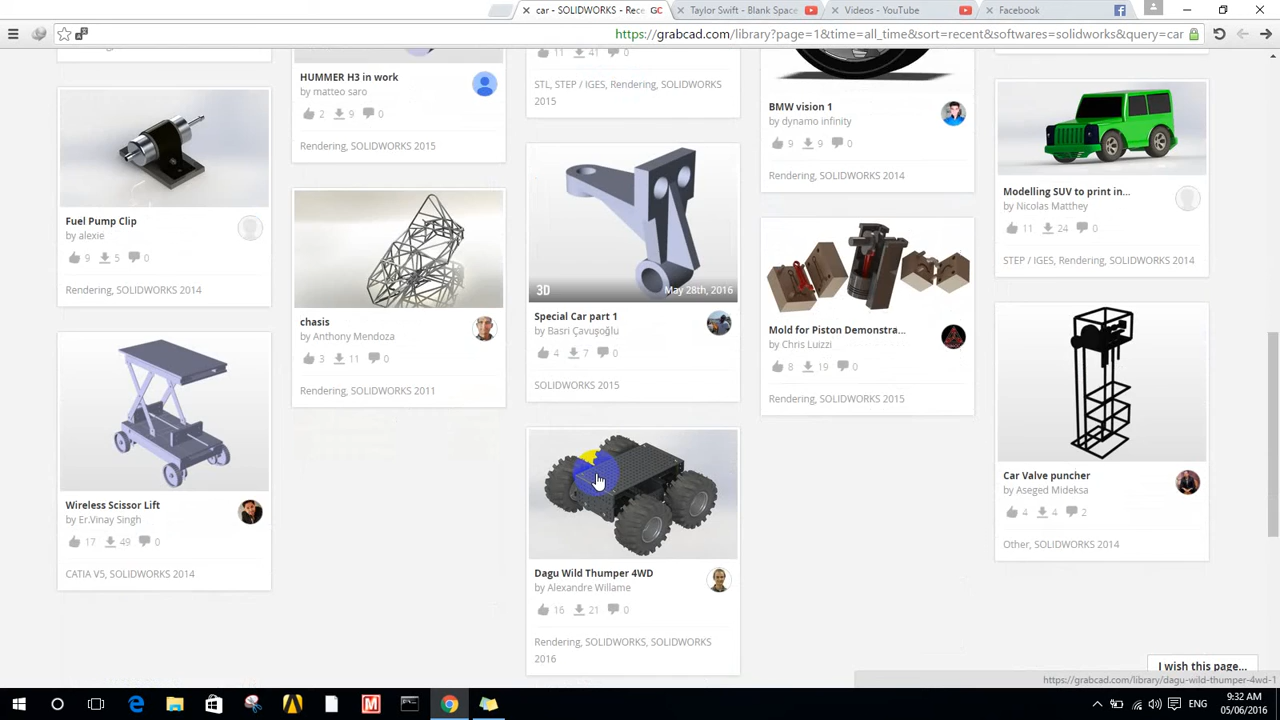 car - SOLIDWORKS - Rece GC
Taylor Swift - Blank Space
Videos - YouTube
Facebook
https://grabcad.com/library?page=1&time=all_time&sort=recent&softwares=solidworks&query=car
HUMMER H3 in work
by matteo saro
2 9 0
Rendering, SOLIDWORKS 2015
11 41 0
STL, STEP / IGES, Rendering, SOLIDWORKS
2015
BMW vision 1
by dynamo infinity
9 9 0
Rendering, SOLIDWORKS 2014
Modelling SUV to print in...
by Nicolas Matthey
11 24 0
STEP / IGES, Rendering, SOLIDWORKS 2014
Fuel Pump Clip
by alexie
9 5 0
Rendering, SOLIDWORKS 2014
chasis
by Anthony Mendoza
3 11 0
Rendering, SOLIDWORKS 2011
3D May 28th, 2016
Special Car part 1
by Basri Çavuşoğlu
4 7 0
SOLIDWORKS 2015
Mold for Piston Demonstra...
by Chris Luizzi
8 19 0
Rendering, SOLIDWORKS 2015
Wireless Scissor Lift
by Er.Vinay Singh
17 49 0
CATIA V5, SOLIDWORKS 2014
Dagu Wild Thumper 4WD
by Alexandre Willame
16 21 0
Rendering, SOLIDWORKS, SOLIDWORKS
2016
Car Valve puncher
by Aseged Mideksa
4 4 2
Other, SOLIDWORKS 2014
I wish this page...
https://grabcad.com/library/dagu-wild-thumper-4wd-1
ENG
9:32 AM
05/06/2016